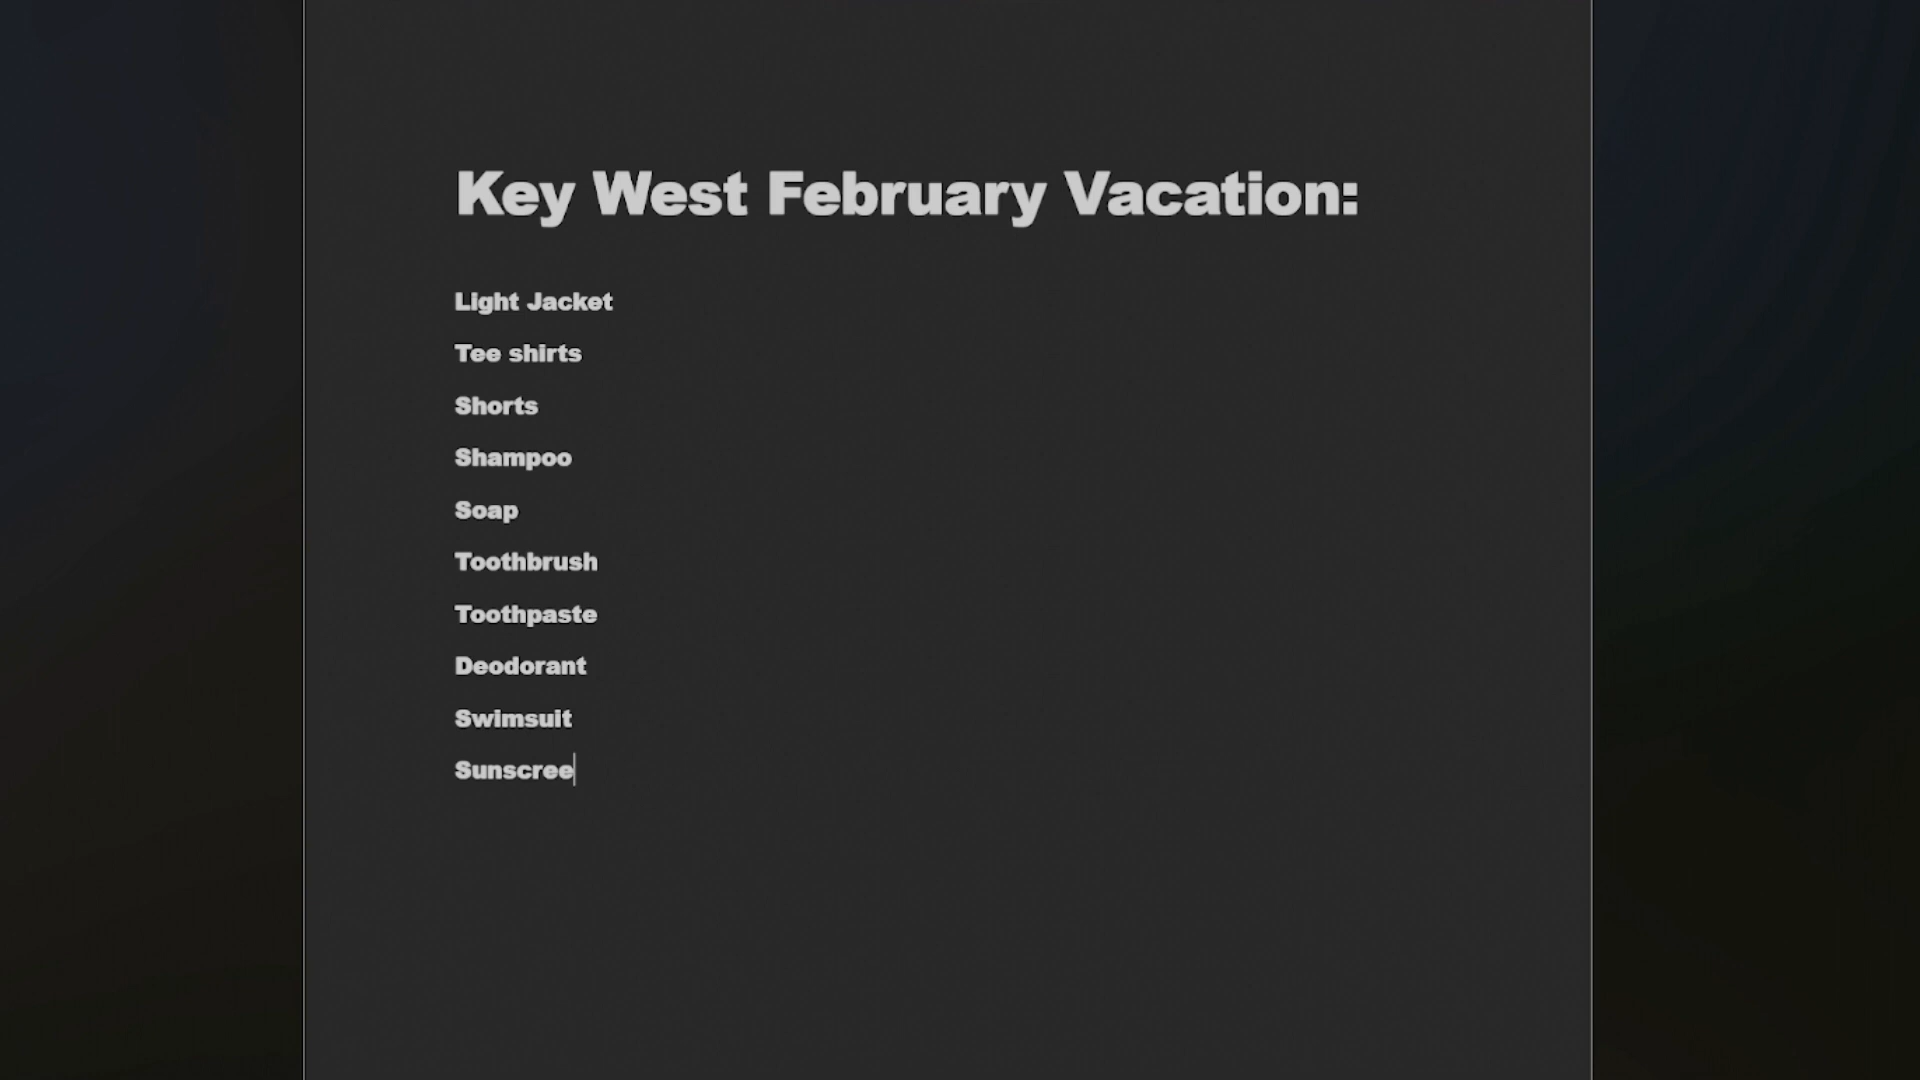 Key West February Vacation:
Light Jacket
Tee shirts
Shorts
Shampoo
Soap
Toothbrush
Toothpaste
Deodorant
Swimsuit
Sunscree